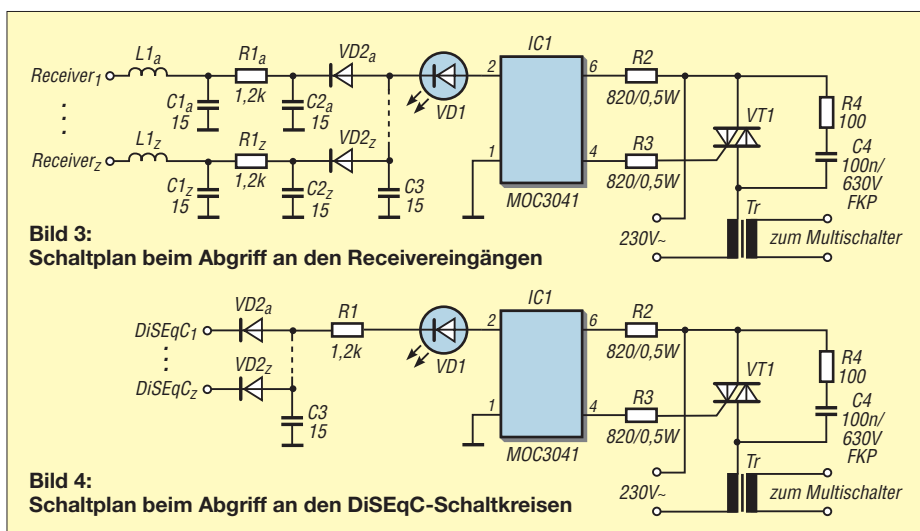 Receiver1 L1a R1a VD2a IC1
1,2k
C1a 15
C2a 15
VD1
2 6
R2
820/0,5W
VT1
R4 100
C4 100n/ 630V FKP
Receiverz L1z R1z VD2z
1,2k
C1z 15
C2z 15
C3 15
1 4
R3
820/0,5W
MOC3041
230V~
Tr
zum Multischalter
Bild 3:
Schaltplan beim Abgriff an den Receivereingängen
DiSEqC1 VD2a R1 IC1
1,2k
VD1
2 6
R2
820/0,5W
VT1
R4 100
C4 100n/ 630V FKP
DiSEqCz VD2z
C3 15
1 4
R3
820/0,5W
MOC3041
230V~
Tr
zum Multischalter
Bild 4:
Schaltplan beim Abgriff an den DiSEqC-Schaltkreisen